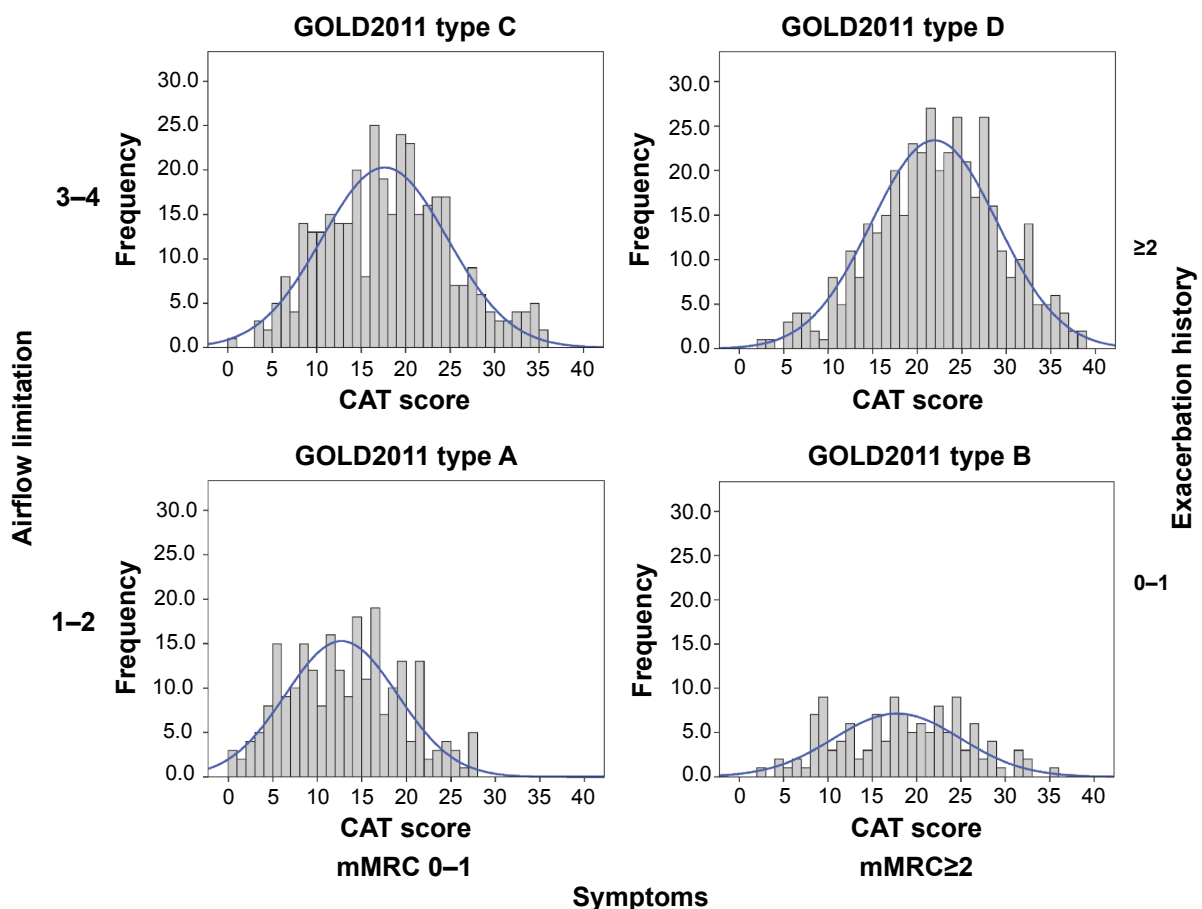 GOLD2011 type C
GOLD2011 type D
30.0
25.0
20.0
15.0
10.0
5.0
0.0
Frequency
0 5 10 15 20 25 30 35 40
CAT score
30.0
25.0
20.0
15.0
10.0
5.0
0.0
Frequency
0 5 10 15 20 25 30 35 40
CAT score
3–4
≥2
Airflow limitation
Exacerbation history
GOLD2011 type A
GOLD2011 type B
30.0
25.0
20.0
15.0
10.0
5.0
0.0
Frequency
0 5 10 15 20 25 30 35 40
CAT score
30.0
25.0
20.0
15.0
10.0
5.0
0.0
Frequency
0 5 10 15 20 25 30 35 40
CAT score
1–2
0–1
mMRC 0–1
mMRC≥2
Symptoms